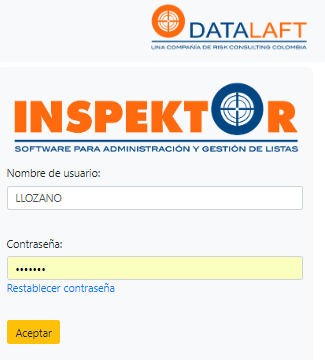 DATALAFT
UNA COMPAÑÍA DE RISK CONSULTING COLOMBIA
INSPEKTOR
SOFTWARE PARA ADMINISTRACIÓN Y GESTIÓN DE LISTAS
Nombre de usuario:
LLOZANO
Contraseña:
•••••••
Restablecer contraseña
Aceptar